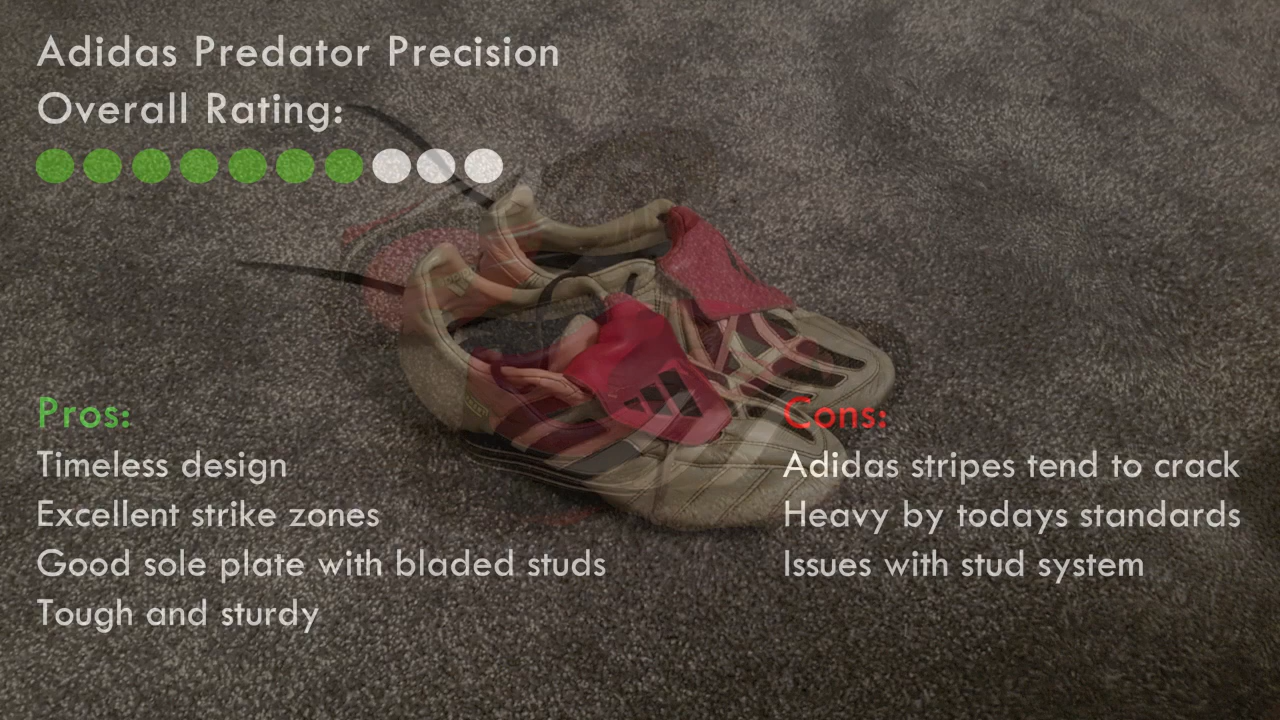 Adidas Predator Precision
Overall Rating:
Pros:
Timeless design
Excellent strike zones
Good sole plate with bladed studs
Tough and sturdy
Cons:
Adidas stripes tend to crack
Heavy by todays standards
Issues with stud system